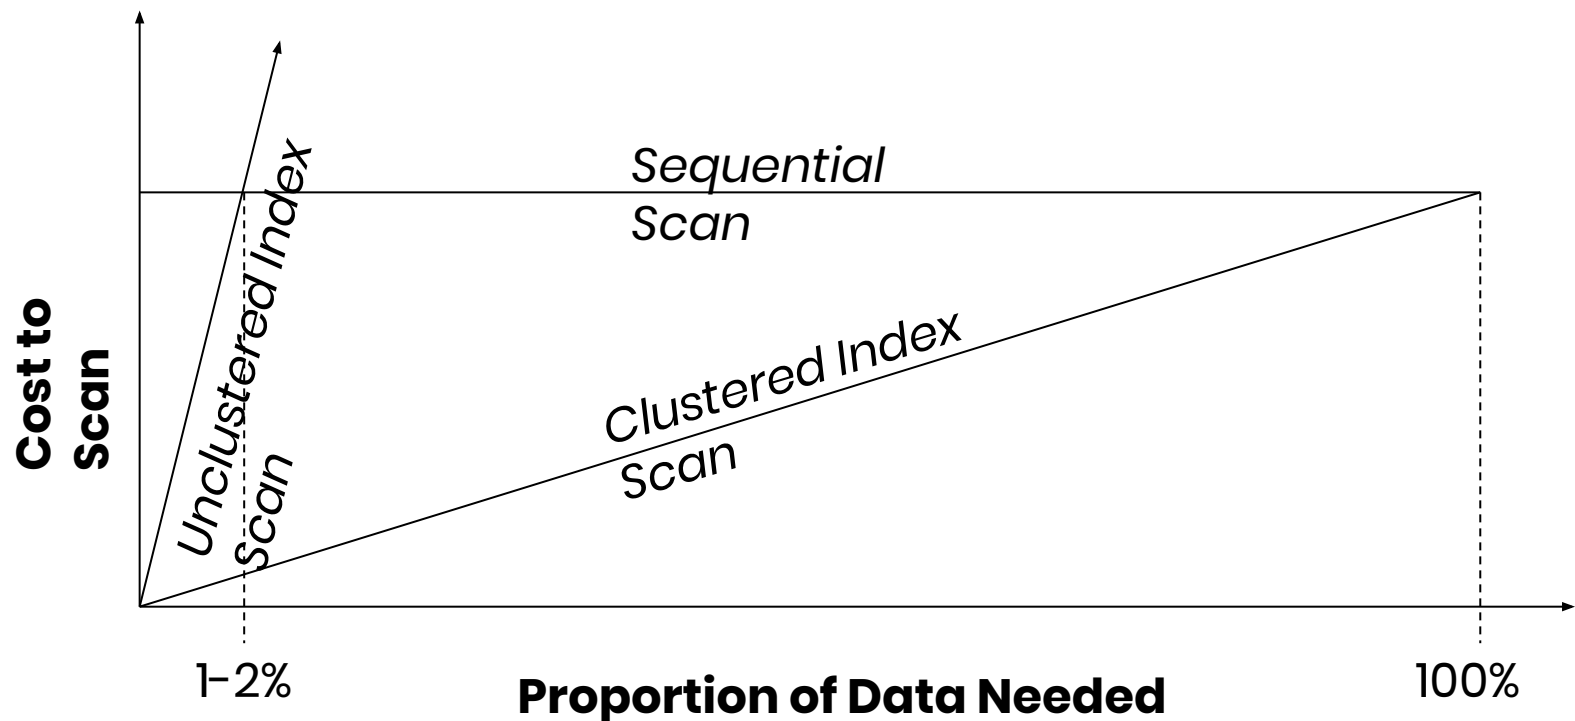 Sequential
Scan
Unclustered Index
scan
Clustered Index
Scan
Cost to
Scan
1-2%
Proportion of Data Needed
100%